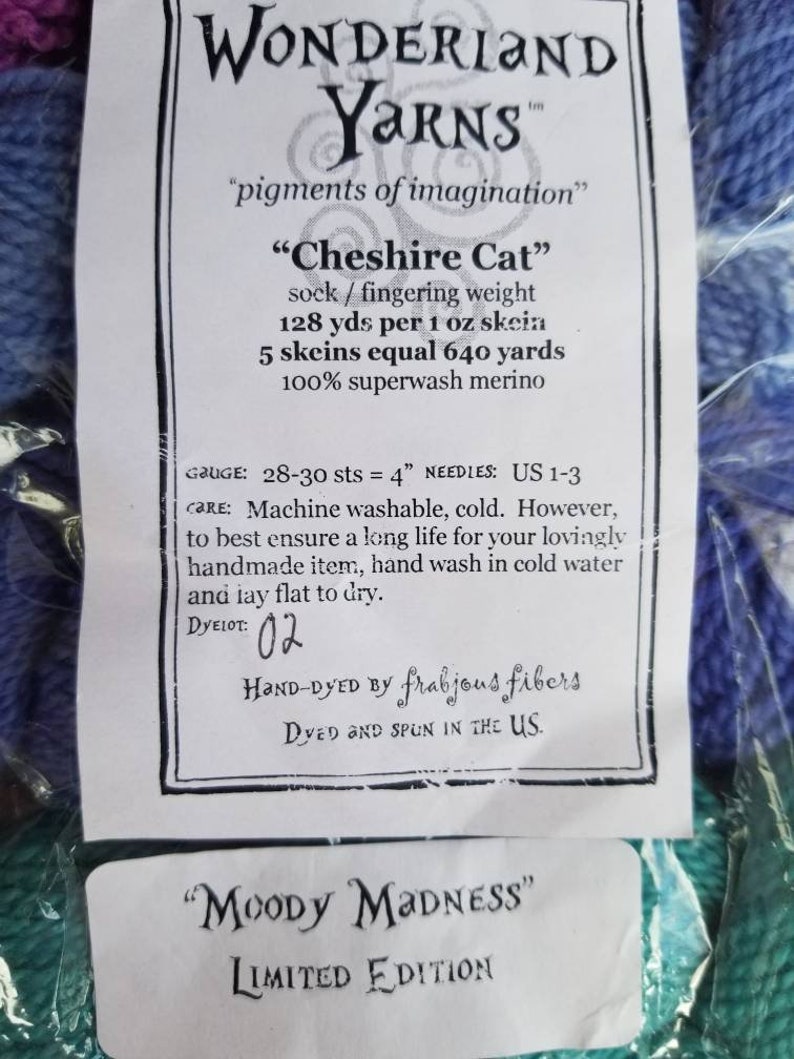 WONDERLAND
YARNS™
"pigments of imagination"
"Cheshire Cat"
sock / fingering weight
128 yds per 1 oz skein
5 skeins equal 640 yards
100% superwash merino
GAUGE: 28-30 sts = 4" NEEDLES: US 1-3
CARE: Machine washable, cold. However,
to best ensure a long life for your lovingly
handmade item, hand wash in cold water
and lay flat to dry.
DYELOT: 02
HAND-DYED BY frabjous fibers
DYED AND SPUN IN THE US.
"MOODY MADNESS"
LIMITED EDITION